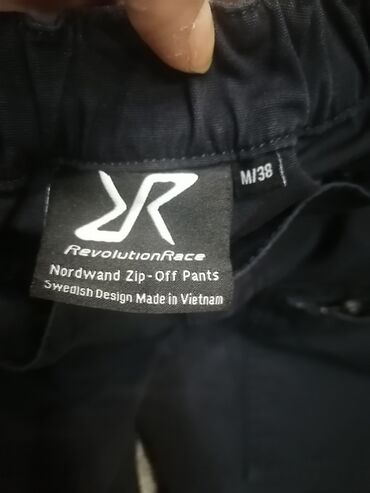 M/38
RevolutionRace
Nordwand Zip-Off Pants
Swedish Design Made in Vietnam